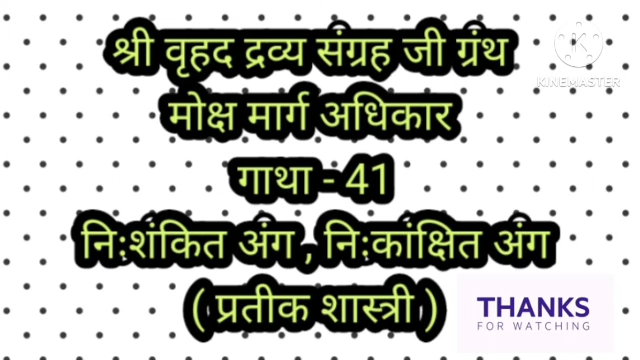 श्री वृहद द्रव्य संग्रह जी ग्रंथ
KINEMASTER
मोक्ष मार्ग अधिकार
गाथा - 41
निःशंकित अंग , निःकांक्षित अंग
( प्रतीक शास्त्री )
THANKS
FOR WATCHING